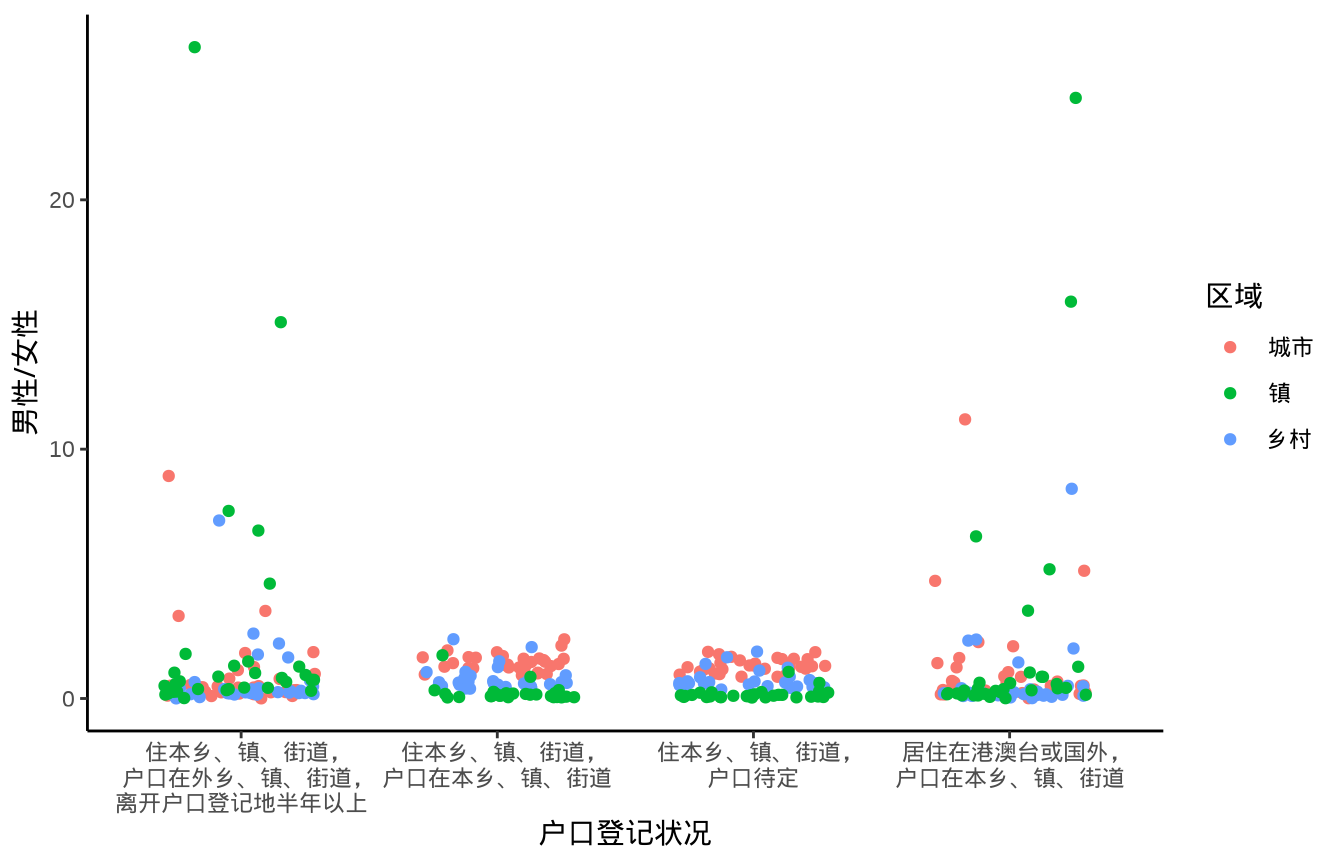 男性/女性
20
10
0
住本乡、镇、街道，
户口在外乡、镇、街道，
离开户口登记地半年以上
住本乡、镇、街道，
户口在本乡、镇、街道
住本乡、镇、街道，
户口待定
居住在港澳台或国外，
户口在本乡、镇、街道
户口登记状况
区域
城市
镇
乡村